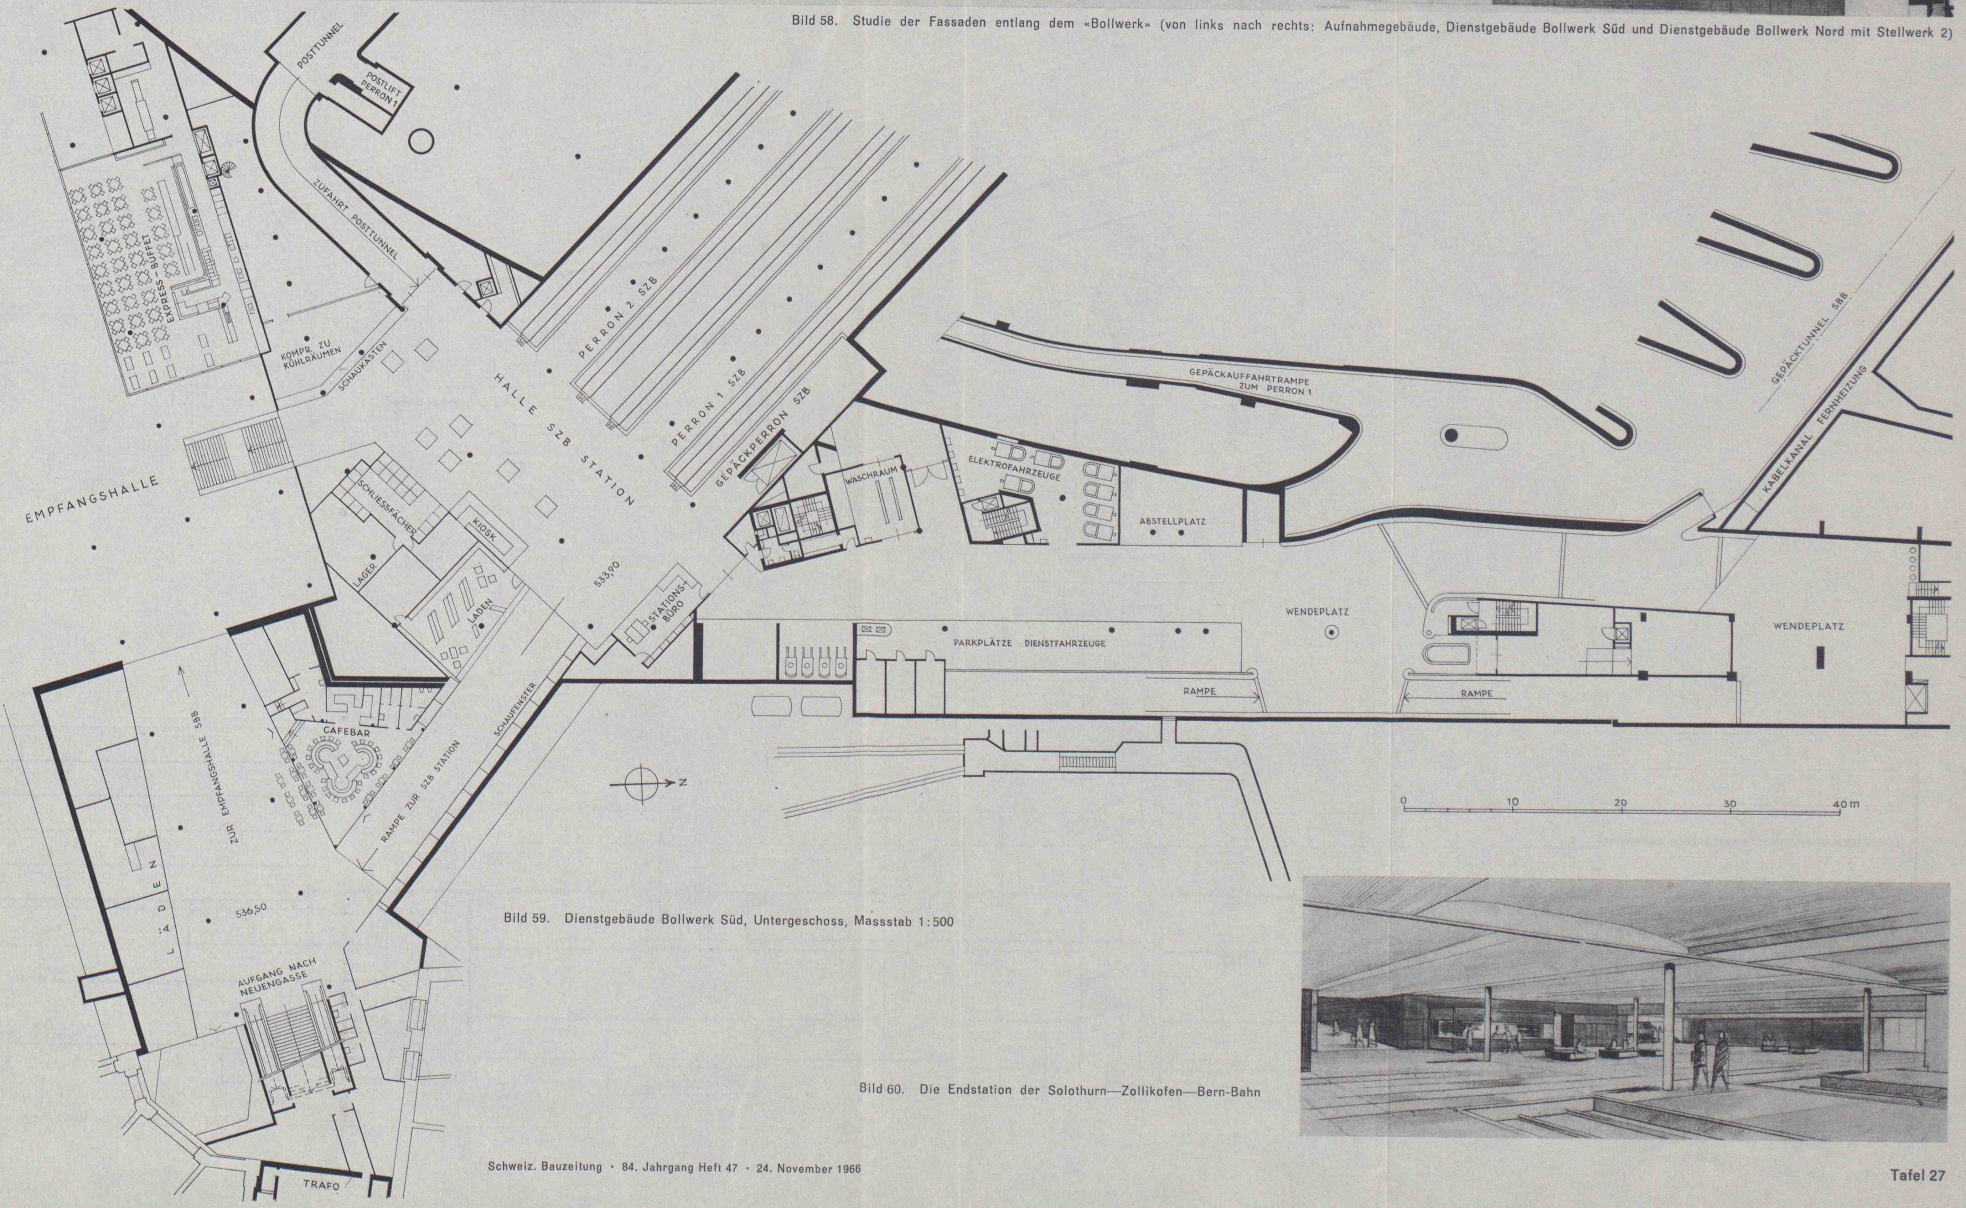 Bild 58. Studie der Fassaden entlang dem «Bollwerk» (von links nach rechts: Aufnahmegebäude, Dienstgebäude Bollwerk Süd und Dienstgebäude Bollwerk Nord mit Stellwerk 2)
POSTTUNNEL
POSTLIFT
PERRON 1
ZUFAHRT POSTTUNNEL
EXPRESS-BUFFET
KOMPR. ZU
KÜHLRÄUMEN
SCHAUKASTEN
PERRON 2 SZB
PERRON 1 SZB
GEPÄCKPERRON SZB
HALLE SZB STATION
EMPFANGSHALLE
SCHLIESSFÄCHER
KIOSK
LAGER
LADEN
533,90
STATIONS-
BÜRO
WASCHRAUM
ELEKTROFAHRZEUGE
ABSTELLPLATZ
GEPÄCKAUFFAHRTRAMPE
ZUM PERRON 1
GEPÄCKTUNNEL SBB
KABELKANAL FERNHEIZUNG
WENDEPLATZ
WENDEPLATZ
PARKPLÄTZE DIENSTFAHRZEUGE
RAMPE
RAMPE
SCHAUFENSTER
RAMPE ZUR SZB STATION
CAFEBAR
ZUR EMPFANGSHALLE SBB
LÄDEN
536,50
AUFGANG NACH
NEUENGASSE
TRAFO
N
0 10 20 30 40 m
Bild 59. Dienstgebäude Bollwerk Süd, Untergeschoss, Massstab 1:500
Bild 60. Die Endstation der Solothurn—Zollikofen—Bern-Bahn
Schweiz. Bauzeitung • 84. Jahrgang Heft 47 • 24. November 1966
Tafel 27